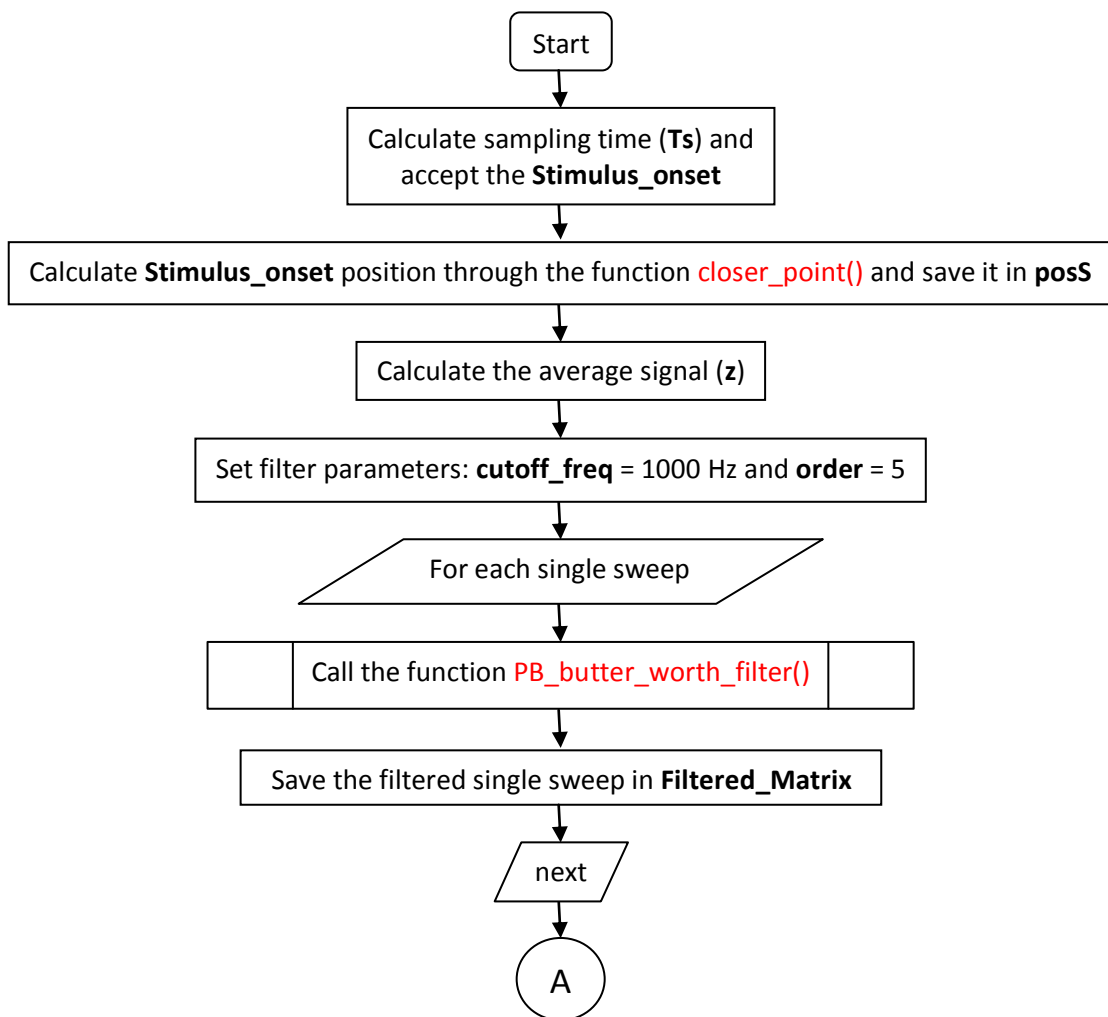 Start
Calculate sampling time (Ts) and
accept the Stimulus_onset
Calculate Stimulus_onset position through the function closer_point() and save it in posS
Calculate the average signal (z)
Set filter parameters: cutoff_freq = 1000 Hz and order = 5
For each single sweep
Call the function PB_butter_worth_filter()
Save the filtered single sweep in Filtered_Matrix
next
A